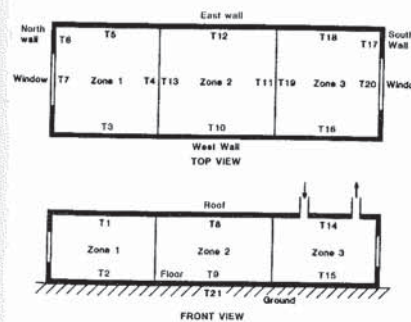 East wall
North wall
South Wall
T5 T12 T18
T6 T17
Window T7 Zone 1 T4 T13 Zone 2 T11 T19 Zone 3 T20 Window
T3 T10 T16
West Wall
TOP VIEW
Roof
T1 T8 T14
Zone 1 Zone 2 Zone 3
T2 Floor T9 T15
T21 Ground
FRONT VIEW